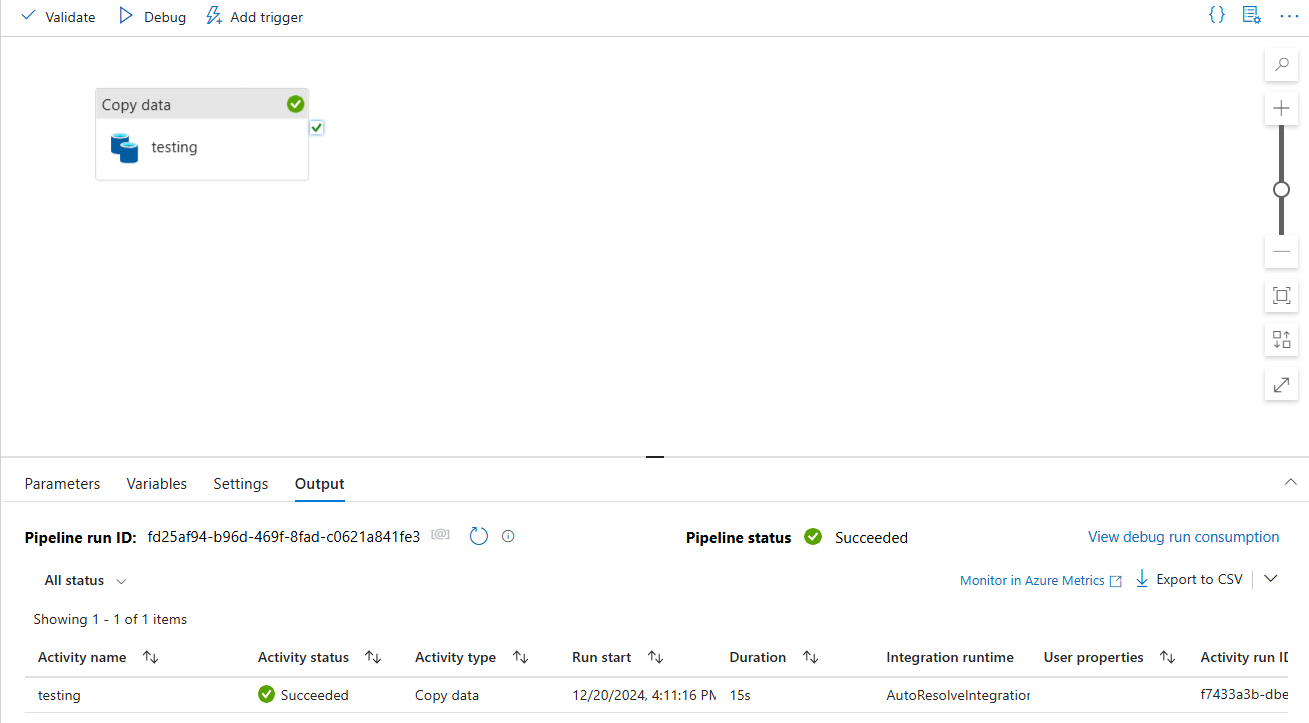 Validate Debug Add trigger
Copy data
testing
Parameters Variables Settings Output
Pipeline run ID: fd25af94-b96d-469f-8fad-c0621a841fe3 Pipeline status Succeeded View debug run consumption
All status Monitor in Azure Metrics Export to CSV
Showing 1 - 1 of 1 items
Activity name Activity status Activity type Run start Duration Integration runtime User properties Activity run ID
testing Succeeded Copy data 12/20/2024, 4:11:16 PM 15s AutoResolveIntegration f7433a3b-dbe